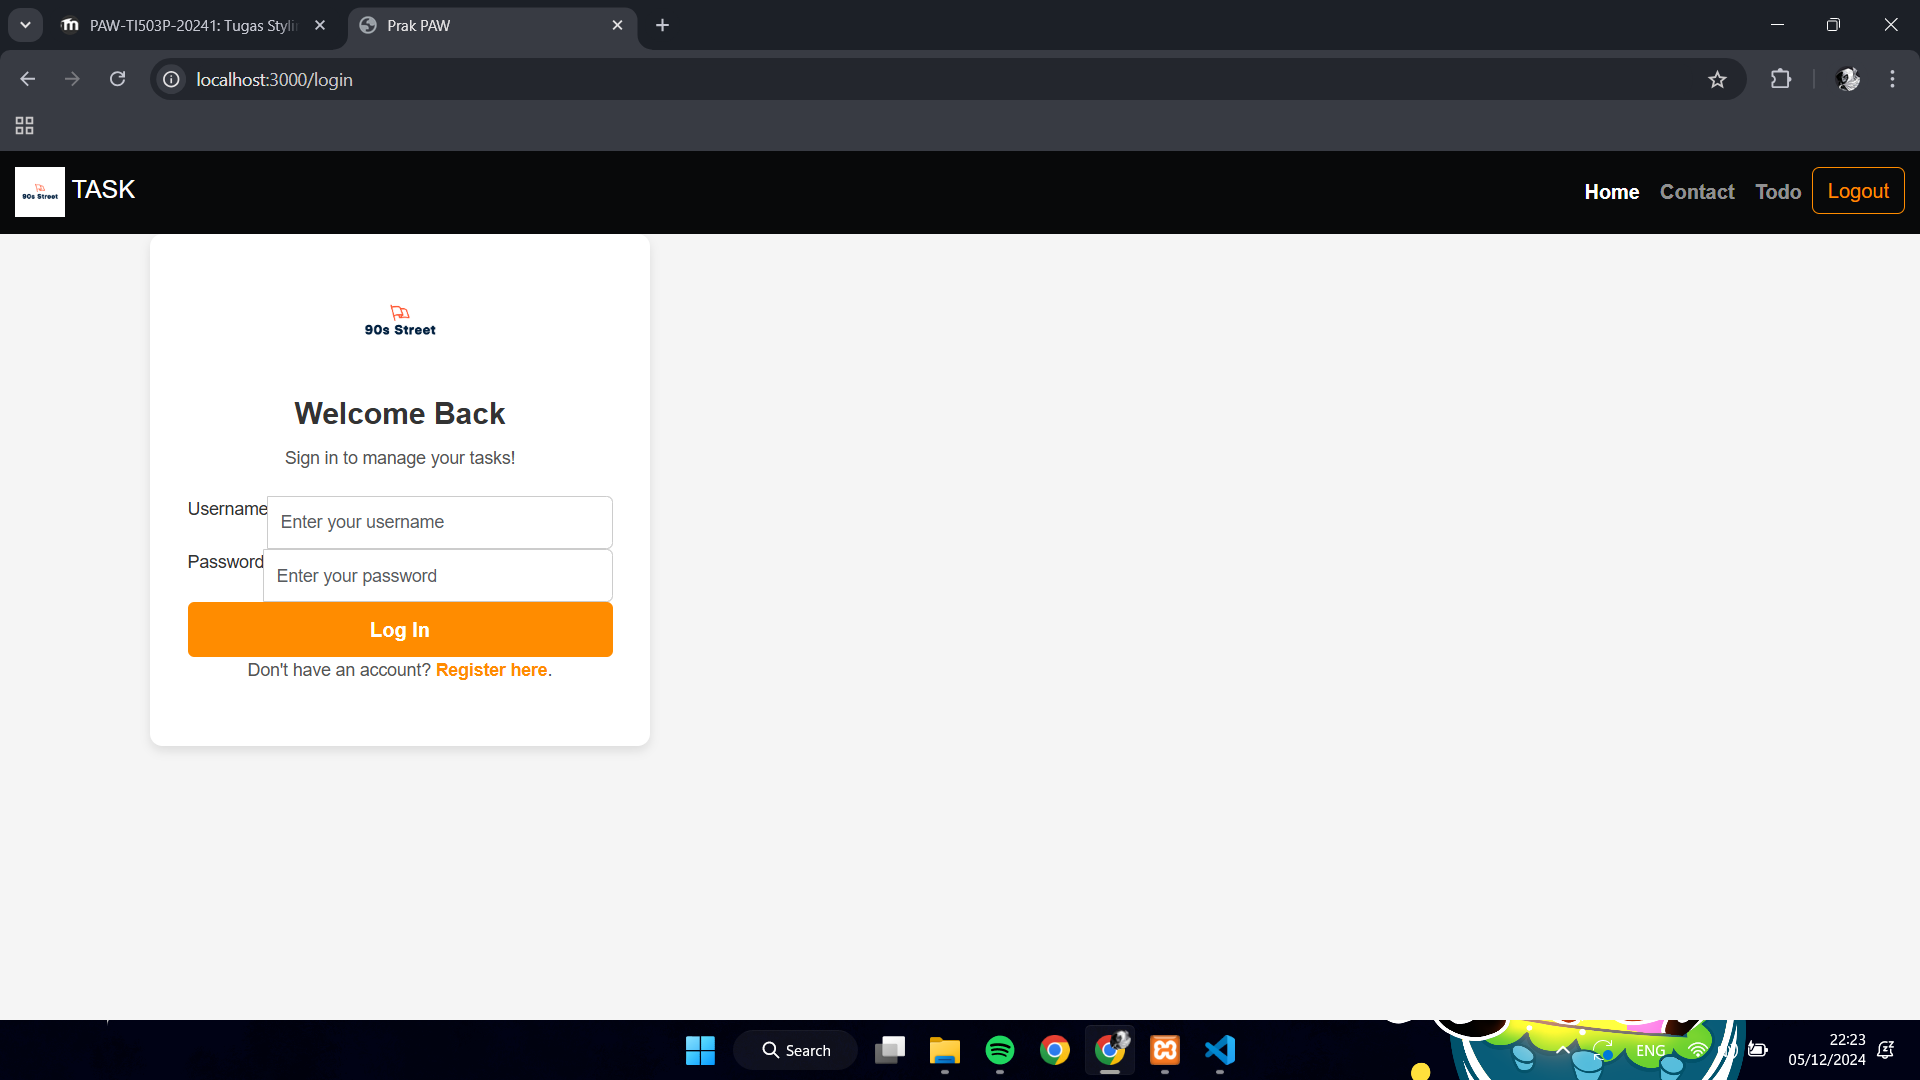 PAW-TI503P-20241: Tugas Styli
Prak PAW
localhost:3000/login
90s Street
TASK
Home
Contact
Todo
Logout
90s Street
Welcome Back
Sign in to manage your tasks!
Username
Enter your username
Password
Enter your password
Log In
Don't have an account? Register here.
Search
ENG
22:23
05/12/2024